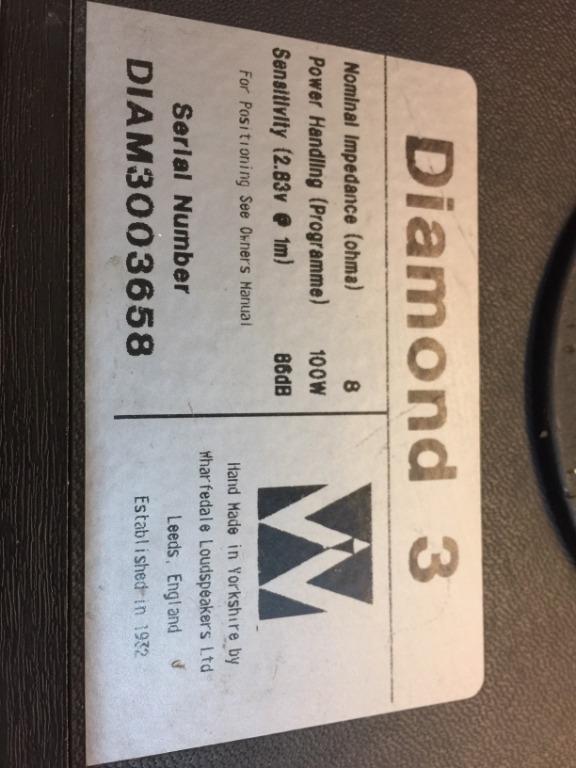 Diamond 3
Nominal Impedance (ohms) 8
Power Handling (Programme) 100W
Sensitivity (2.83v @ 1m) 86dB
For Positioning See Owners Manual
Serial Number
DIAM3003658
Hand Made in Yorkshire by
Wharfedale Loudspeakers Ltd
Leeds, England
Established in 1932